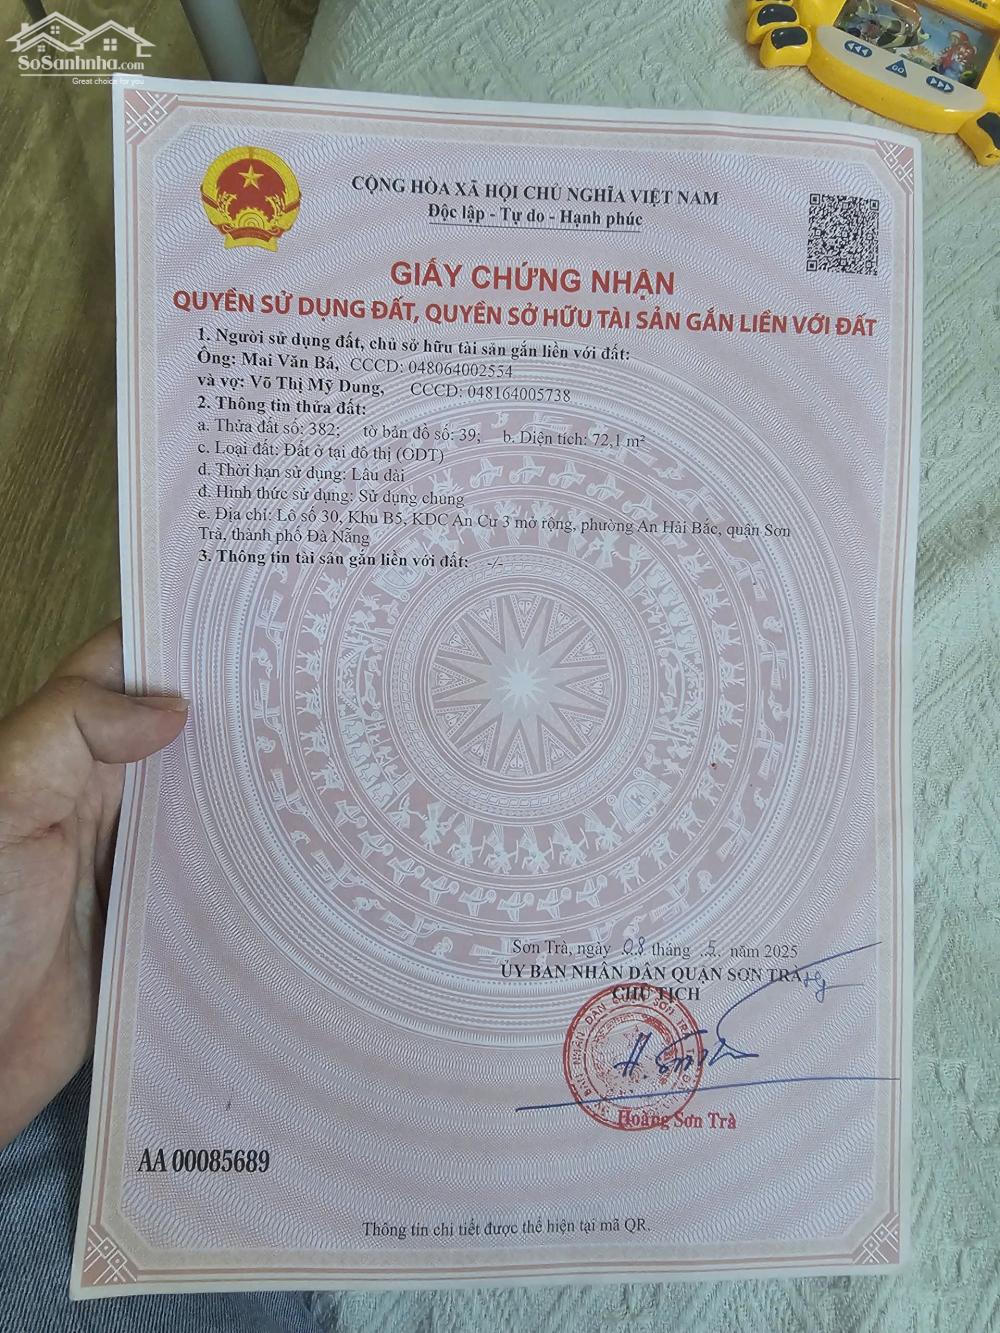 SoSanhnha.com
Great choice for you
GO
CỘNG HÒA XÃ HỘI CHỦ NGHĨA VIỆT NAM
Độc lập - Tự do - Hạnh phúc
GIẤY CHỨNG NHẬN
QUYỀN SỬ DỤNG ĐẤT, QUYỀN SỞ HỮU TÀI SẢN GẮN LIỀN VỚI ĐẤT
1. Người sử dụng đất, chủ sở hữu tài sản gắn liền với đất:
Ông: Mai Văn Bá, CCCD: 048064002554
và vợ: Võ Thị Mỹ Dung, CCCD: 048164005738
2. Thông tin thửa đất:
a. Thửa đất số: 382; tờ bản đồ số: 39; b. Diện tích: 72,1 m²
c. Loại đất: Đất ở tại đô thị (ODT)
d. Thời hạn sử dụng: Lâu dài
đ. Hình thức sử dụng: Sử dụng chung
e. Địa chỉ: Lô số 30, Khu B5, KDC An Cư 3 mở rộng, phường An Hải Bắc, quận Sơn
Trà, thành phố Đà Nẵng
3. Thông tin tài sản gắn liền với đất: -/-
Sơn Trà, ngày 08 tháng 5 năm 2025
ỦY BAN NHÂN DÂN QUẬN SƠN TRÀ
CHỦ TỊCH
Hoàng Sơn Trà
AA 00085689
Thông tin chi tiết được thể hiện tại mã QR.